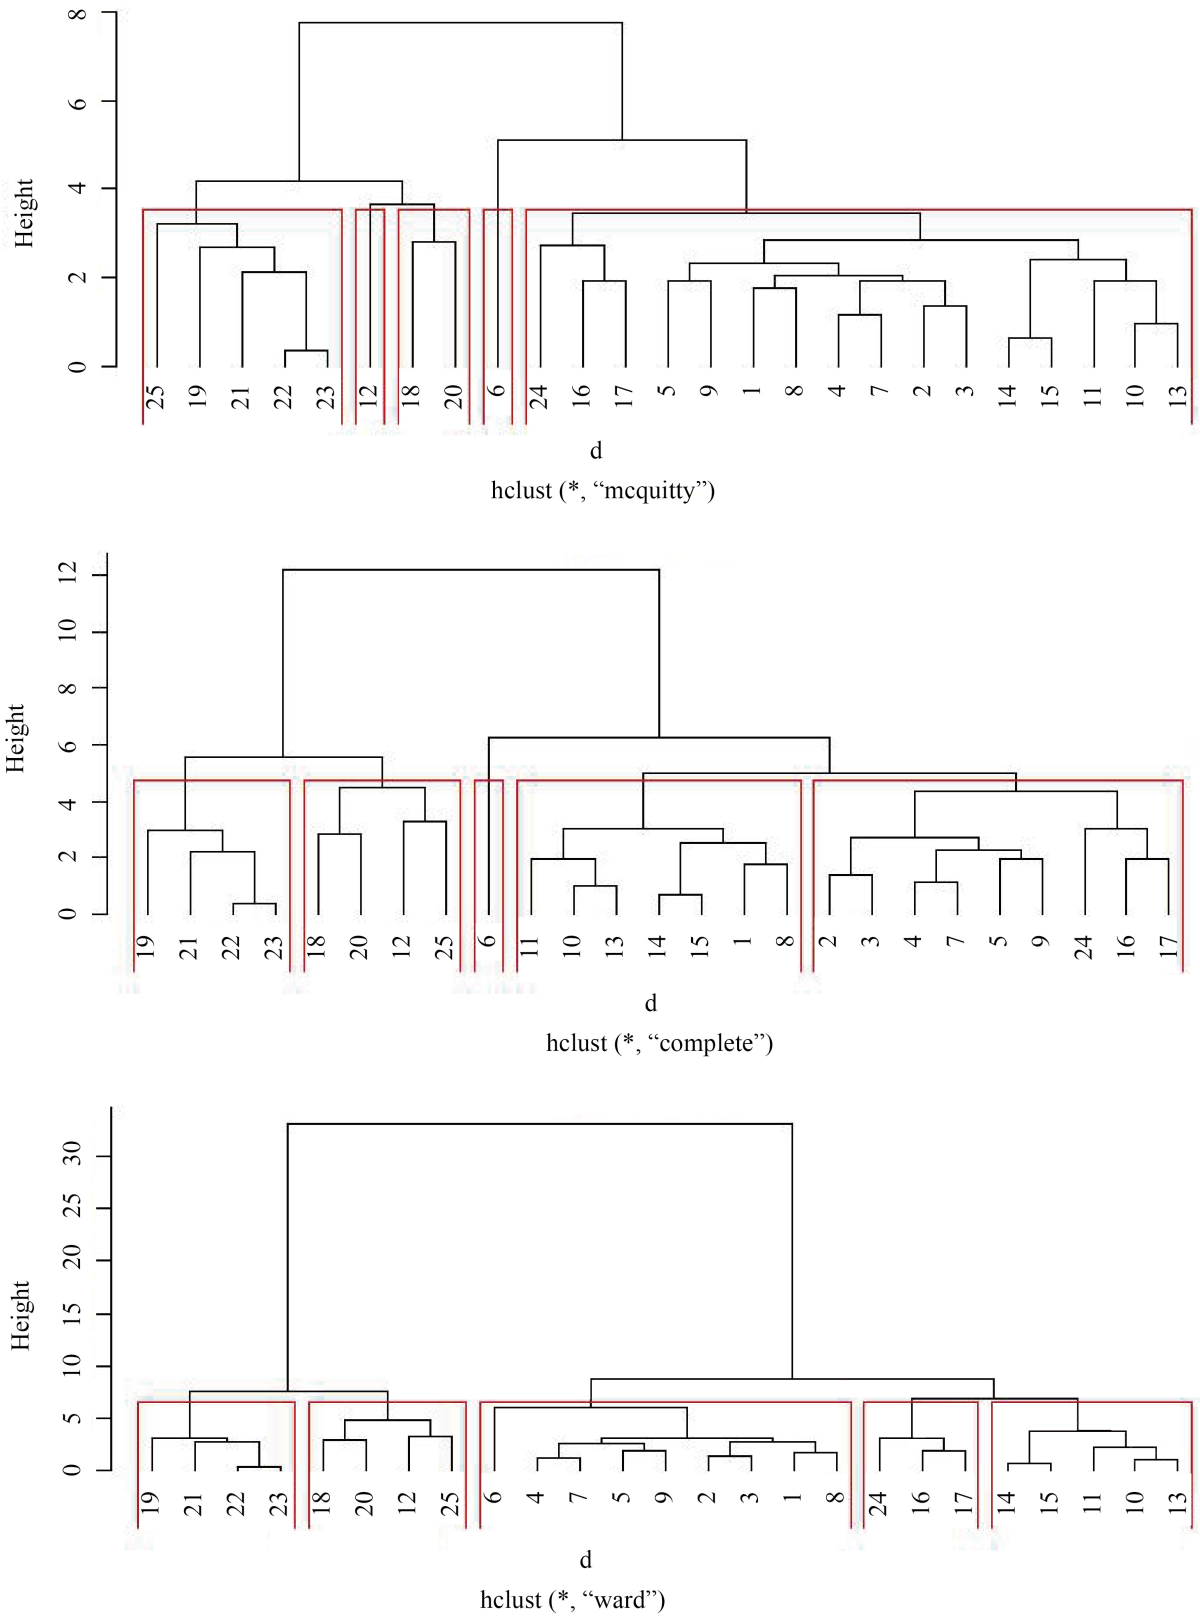 Height
8
6
4
2
0
25 19 21 22 23 12 18 20 6 24 16 17 5 9 1 8 4 7 2 3 14 15 11 10 13
d
hclust (*, “mcquitty”)
Height
12
10
8
6
4
2
0
19 21 22 23 18 20 12 25 6 11 10 13 14 15 1 8 2 3 4 7 5 9 24 16 17
d
hclust (*, “complete”)
Height
30
25
20
15
10
5
0
19 21 22 23 18 20 12 25 6 4 7 5 9 2 3 1 8 24 16 17 14 15 11 10 13
d
hclust (*, “ward”)